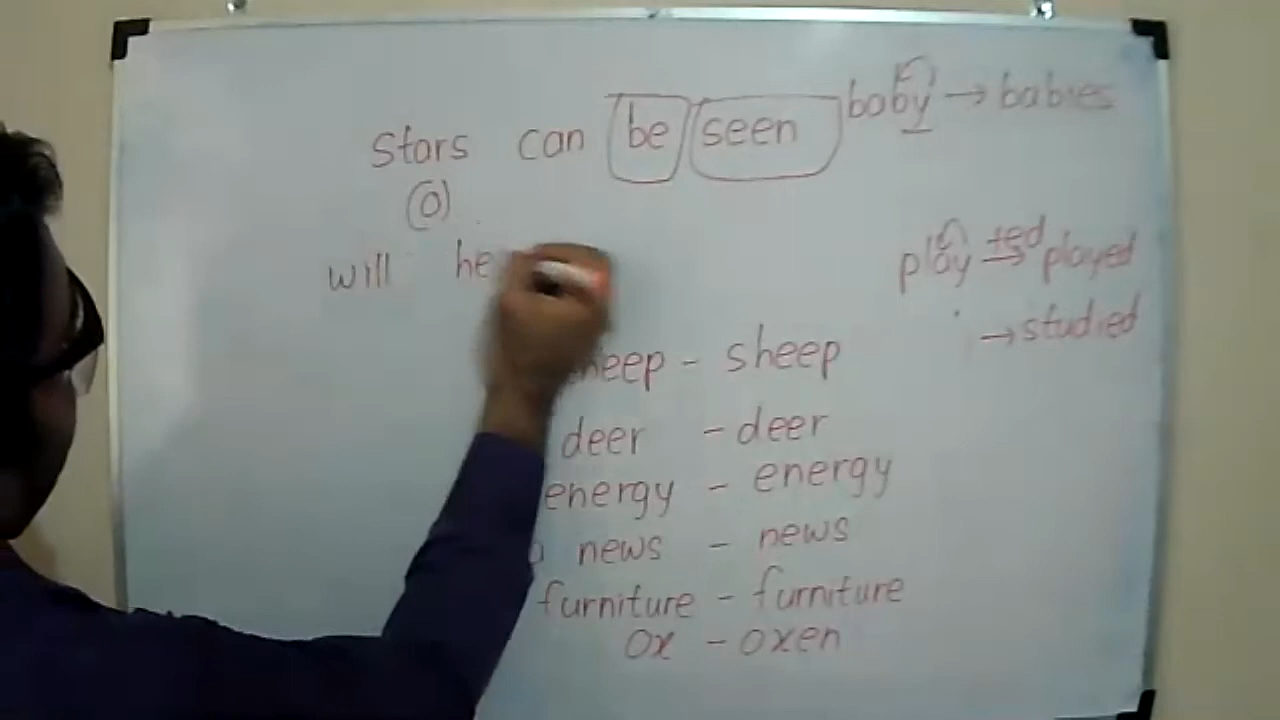 baby → babies
Stars can be seen
(O)
will he
play +ed → played
→ studied
sheep - sheep
deer - deer
energy - energy
news - news
furniture - furniture
ox - oxen